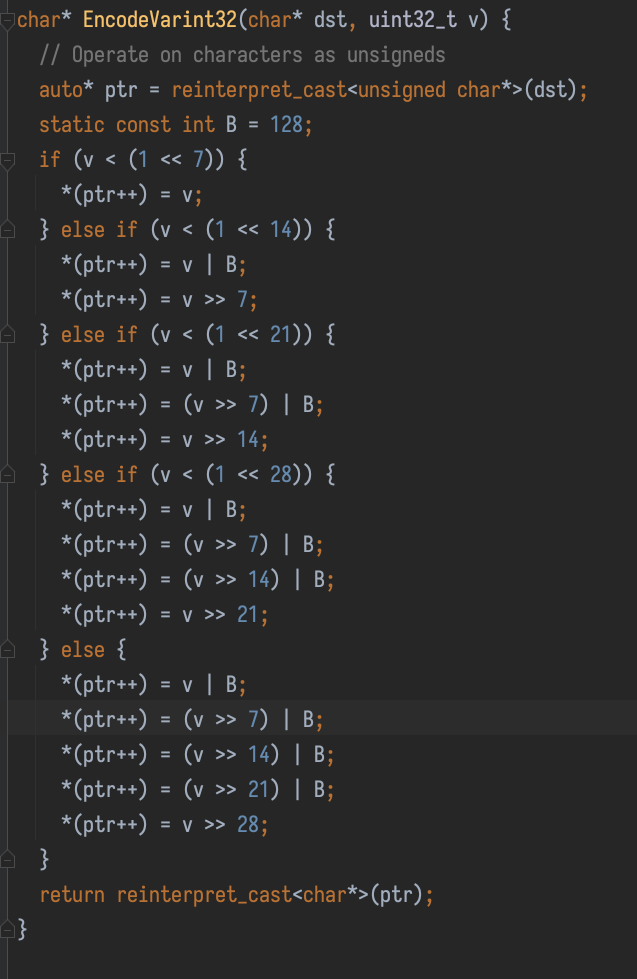 char* EncodeVarint32(char* dst, uint32_t v) {
  // Operate on characters as unsigneds
  auto* ptr = reinterpret_cast<unsigned char*>(dst);
  static const int B = 128;
  if (v < (1 << 7)) {
    *(ptr++) = v;
  } else if (v < (1 << 14)) {
    *(ptr++) = v | B;
    *(ptr++) = v >> 7;
  } else if (v < (1 << 21)) {
    *(ptr++) = v | B;
    *(ptr++) = (v >> 7) | B;
    *(ptr++) = v >> 14;
  } else if (v < (1 << 28)) {
    *(ptr++) = v | B;
    *(ptr++) = (v >> 7) | B;
    *(ptr++) = (v >> 14) | B;
    *(ptr++) = v >> 21;
  } else {
    *(ptr++) = v | B;
    *(ptr++) = (v >> 7) | B;
    *(ptr++) = (v >> 14) | B;
    *(ptr++) = (v >> 21) | B;
    *(ptr++) = v >> 28;
  }
  return reinterpret_cast<char*>(ptr);
}